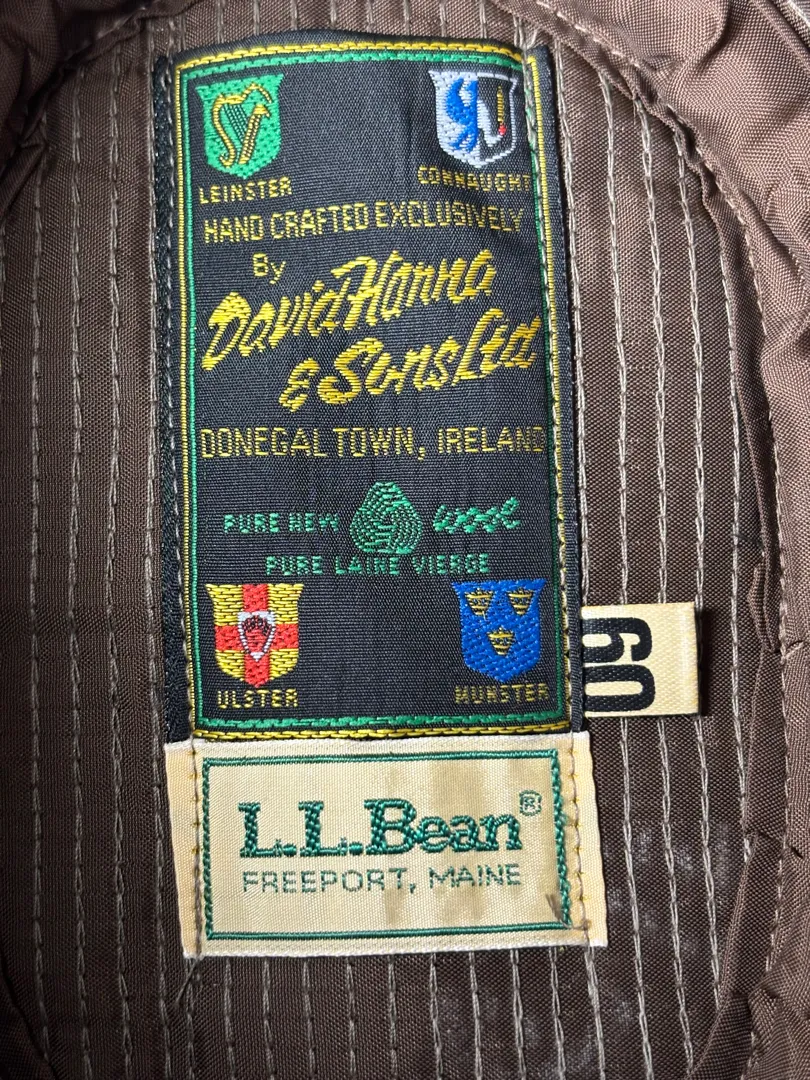 LEINSTER
CONNAUGHT
HAND CRAFTED EXCLUSIVELY
By
David Hanna
& Sons Ltd
DONEGAL TOWN, IRELAND
PURE NEW wool
PURE LAINE VIERGE
ULSTER
MUNSTER
60
L.L.Bean®
FREEPORT, MAINE